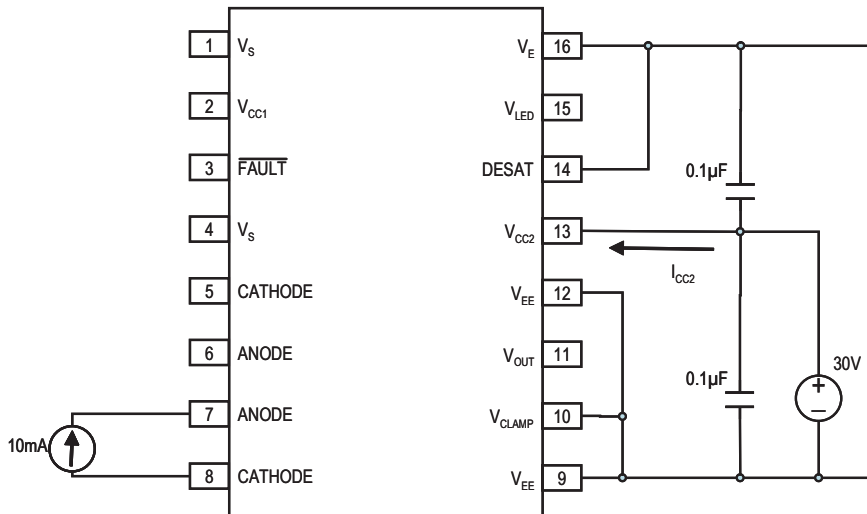 1 V_S
2 V_CC1
3 FAULT
4 V_S
5 CATHODE
6 ANODE
7 ANODE
8 CATHODE
10mA
V_E 16
V_LED 15
DESAT 14
V_CC2 13
V_EE 12
V_OUT 11
V_CLAMP 10
V_EE 9
0.1µF
I_CC2
0.1µF
30V
+
–